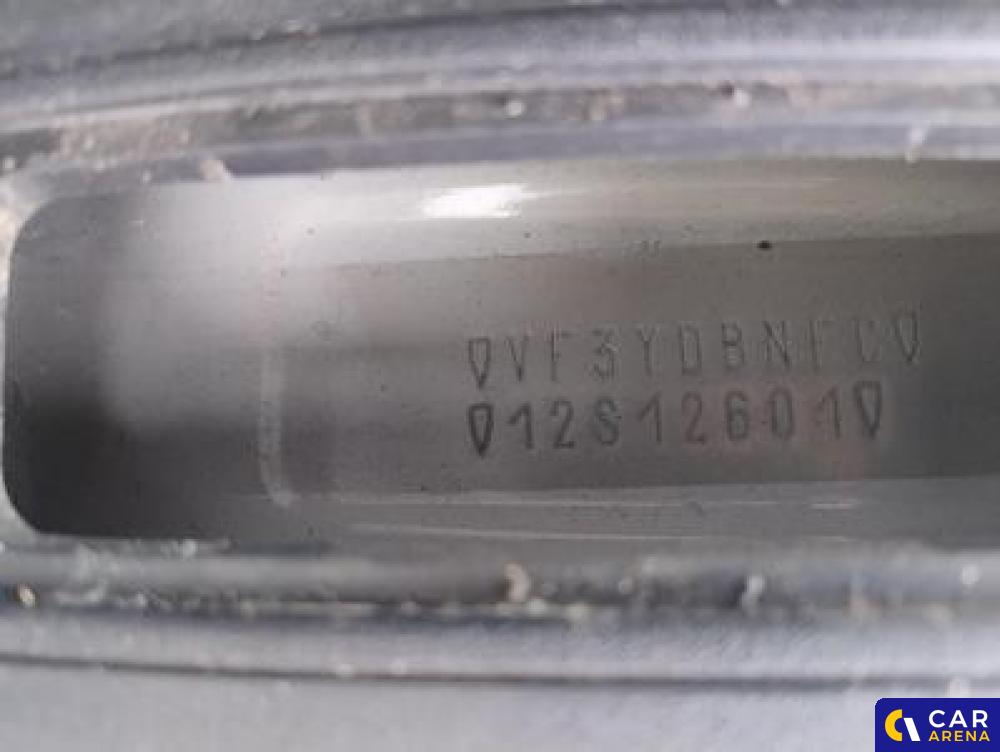 VF3YDBNFC
12S12601
CAR
ARENA